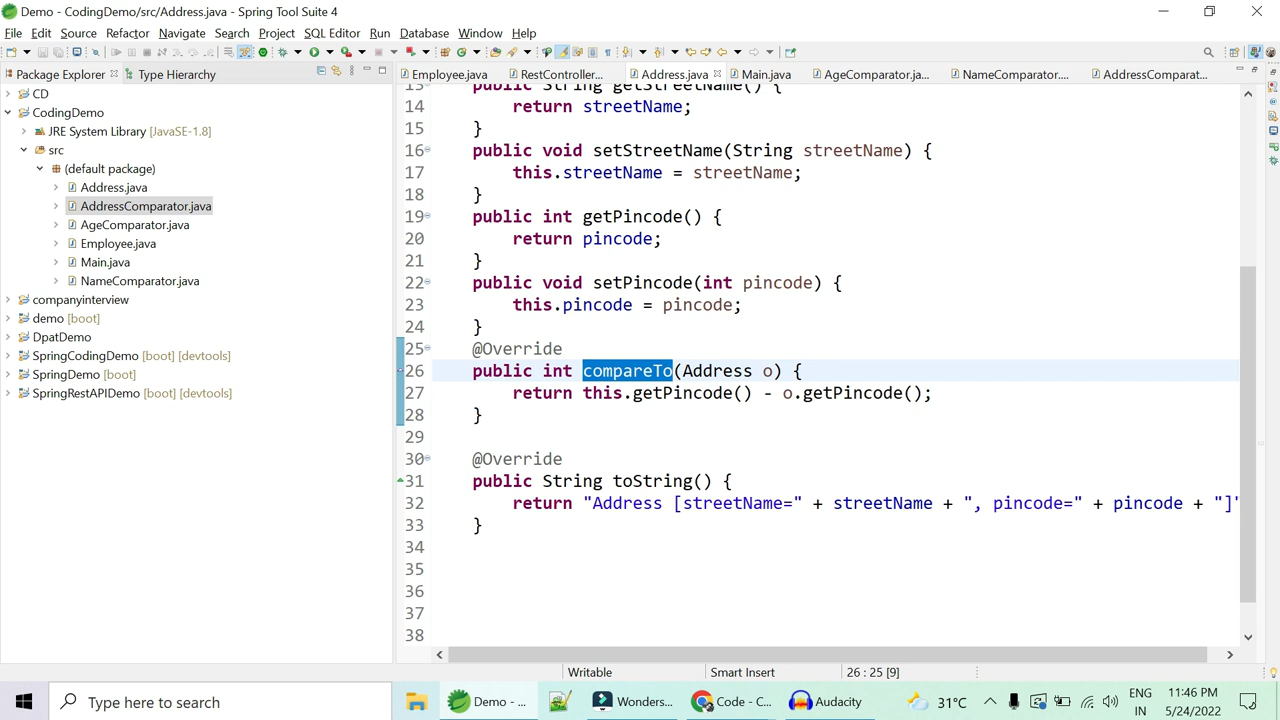 Demo - CodingDemo/src/Address.java - Spring Tool Suite 4
File Edit Source Refactor Navigate Search Project SQL Editor Run Database Window Help
Package Explorer Type Hierarchy
CD
CodingDemo
JRE System Library [JavaSE-1.8]
src
(default package)
Address.java
AddressComparator.java
AgeComparator.java
Employee.java
Main.java
NameComparator.java
companyinterview
demo [boot]
DpatDemo
SpringCodingDemo [boot] [devtools]
SpringDemo [boot]
SpringRestAPIDemo [boot] [devtools]
Employee.java RestController... Address.java Main.java AgeComparator.ja... NameComparator.... AddressComparat...
13 public String getStreetName() {
14 return streetName;
15 }
16 public void setStreetName(String streetName) {
17 this.streetName = streetName;
18 }
19 public int getPincode() {
20 return pincode;
21 }
22 public void setPincode(int pincode) {
23 this.pincode = pincode;
24 }
25 @Override
26 public int compareTo(Address o) {
27 return this.getPincode() - o.getPincode();
28 }
29
30 @Override
31 public String toString() {
32 return "Address [streetName=" + streetName + ", pincode=" + pincode + "]"
33 }
34
35
36
37
38
Writable Smart Insert 26 : 25 [9]
Type here to search
Demo - ... Wonders... Code - C... Audacity 31°C ENG IN 11:46 PM 5/24/2022